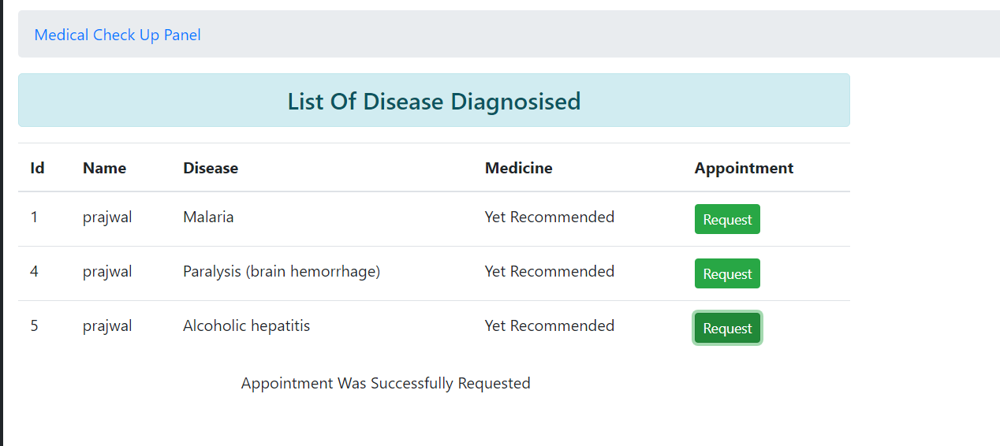 Medical Check Up Panel
List Of Disease Diagnosised
Id Name Disease Medicine Appointment
1 prajwal Malaria Yet Recommended Request
4 prajwal Paralysis (brain hemorrhage) Yet Recommended Request
5 prajwal Alcoholic hepatitis Yet Recommended Request
Appointment Was Successfully Requested